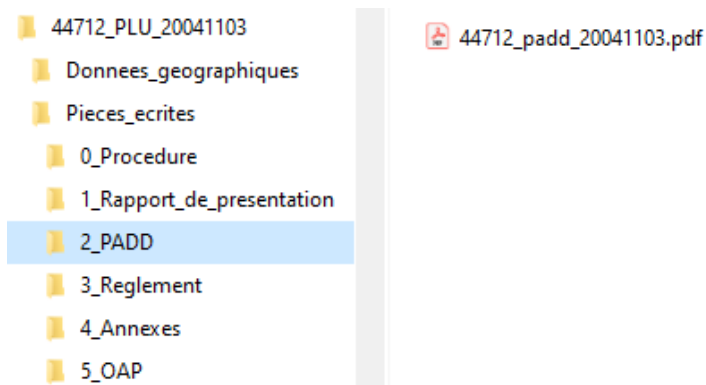 44712_PLU_20041103
Donnees_geographiques
Pieces_ecrites
0_Procedure
1_Rapport_de_presentation
2_PADD
3_Reglement
4_Annexes
5_OAP
44712_padd_20041103.pdf